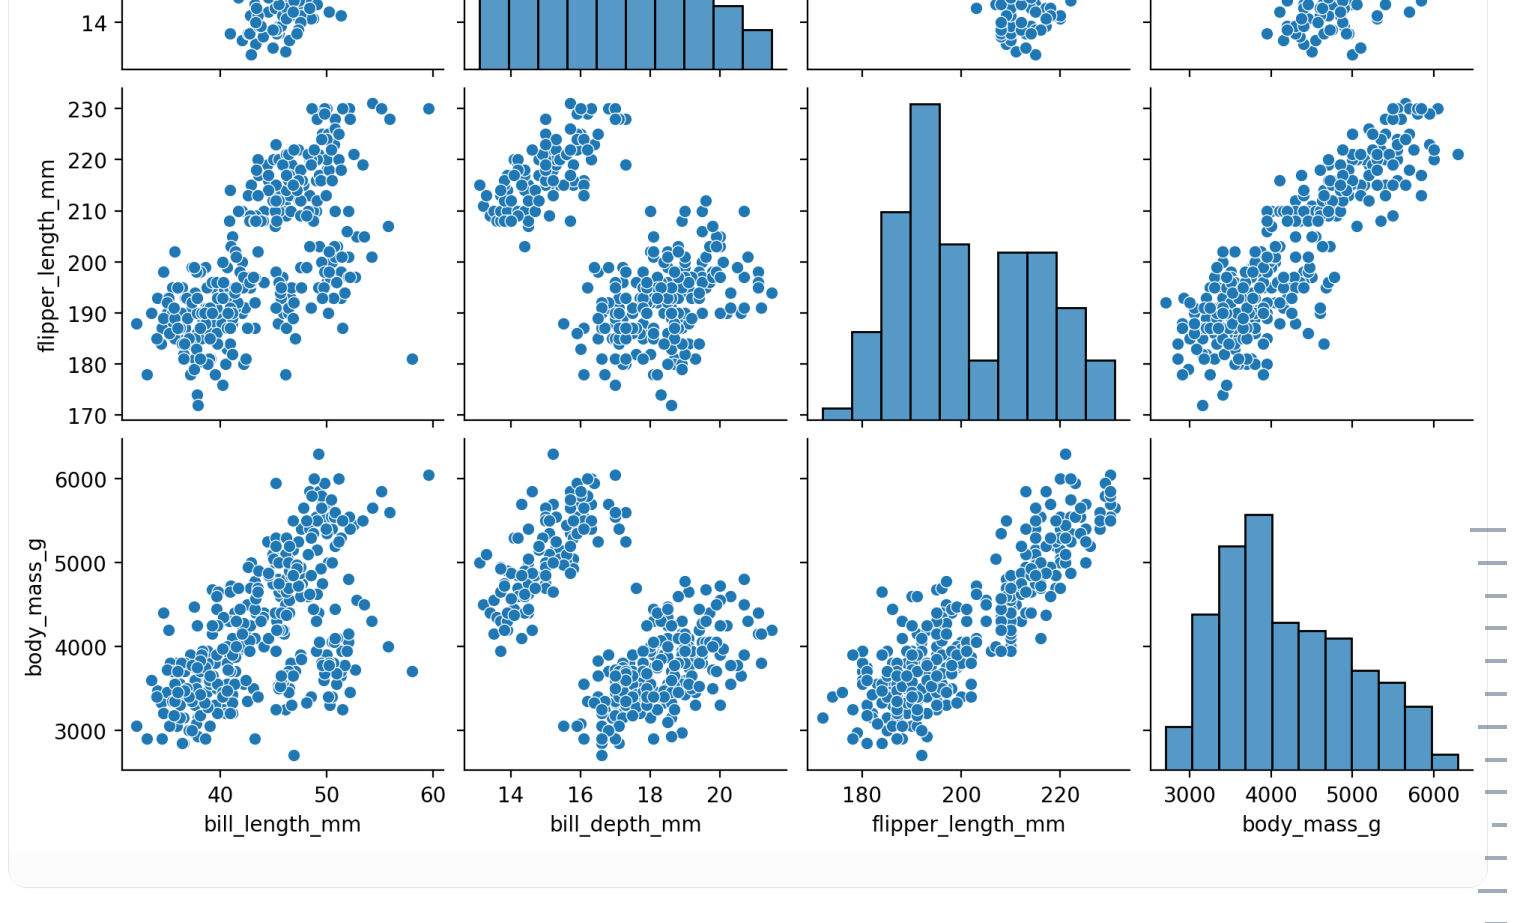 14
230
220
210
200
190
180
170
flipper_length_mm
6000
5000
4000
3000
body_mass_g
40 50 60
14 16 18 20
180 200 220
3000 4000 5000 6000
bill_length_mm
bill_depth_mm
flipper_length_mm
body_mass_g